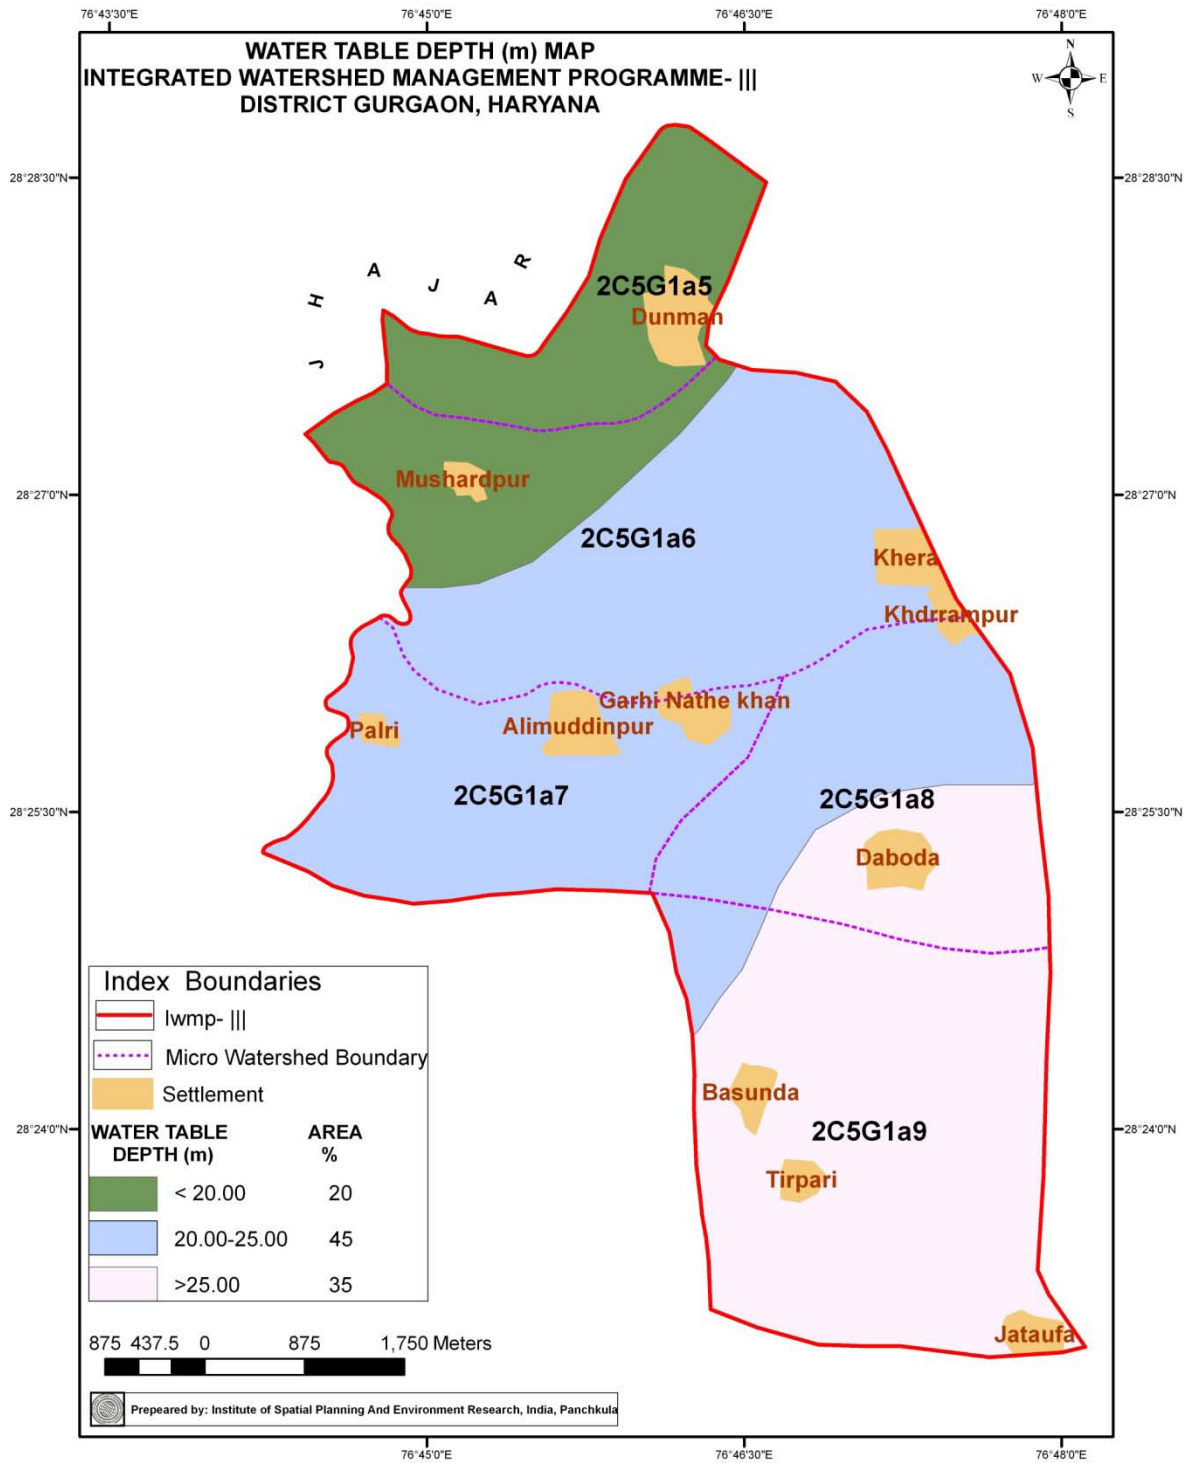 76°43'30"E 76°45'0"E 76°46'30"E 76°48'0"E
WATER TABLE DEPTH (m) MAP
INTEGRATED WATERSHED MANAGEMENT PROGRAMME- |||
DISTRICT GURGAON, HARYANA
N
W E
S
28°28'30"N 28°28'30"N
J H A J J A R
2C5G1a5
Dunman
Mushardpur
28°27'0"N 28°27'0"N
2C5G1a6
Khera
Khdrrampur
Garhi Nathe khan
Palri
Alimuddinpur
2C5G1a7
2C5G1a8
28°25'30"N 28°25'30"N
Daboda
Basunda
2C5G1a9
Tirpari
Jataufa
Index Boundaries
Iwmp- |||
Micro Watershed Boundary
Settlement
28°24'0"N 28°24'0"N
WATER TABLE AREA
DEPTH (m) %
< 20.00 20
20.00-25.00 45
>25.00 35
875 437.5 0 875 1,750 Meters
Prepeared by: Institute of Spatial Planning And Environment Research, India, Panchkula
76°45'0"E 76°46'30"E 76°48'0"E